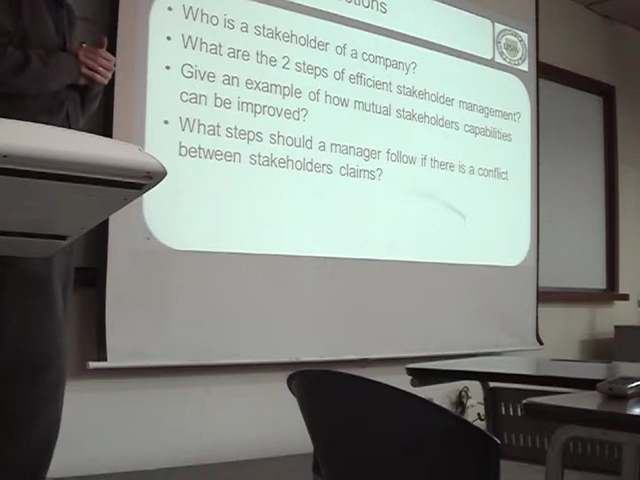 • Who is a stakeholder of a company?
• What are the 2 steps of efficient stakeholder management?
• Give an example of how mutual stakeholders capabilities
can be improved?
• What steps should a manager follow if there is a conflict
between stakeholders claims?